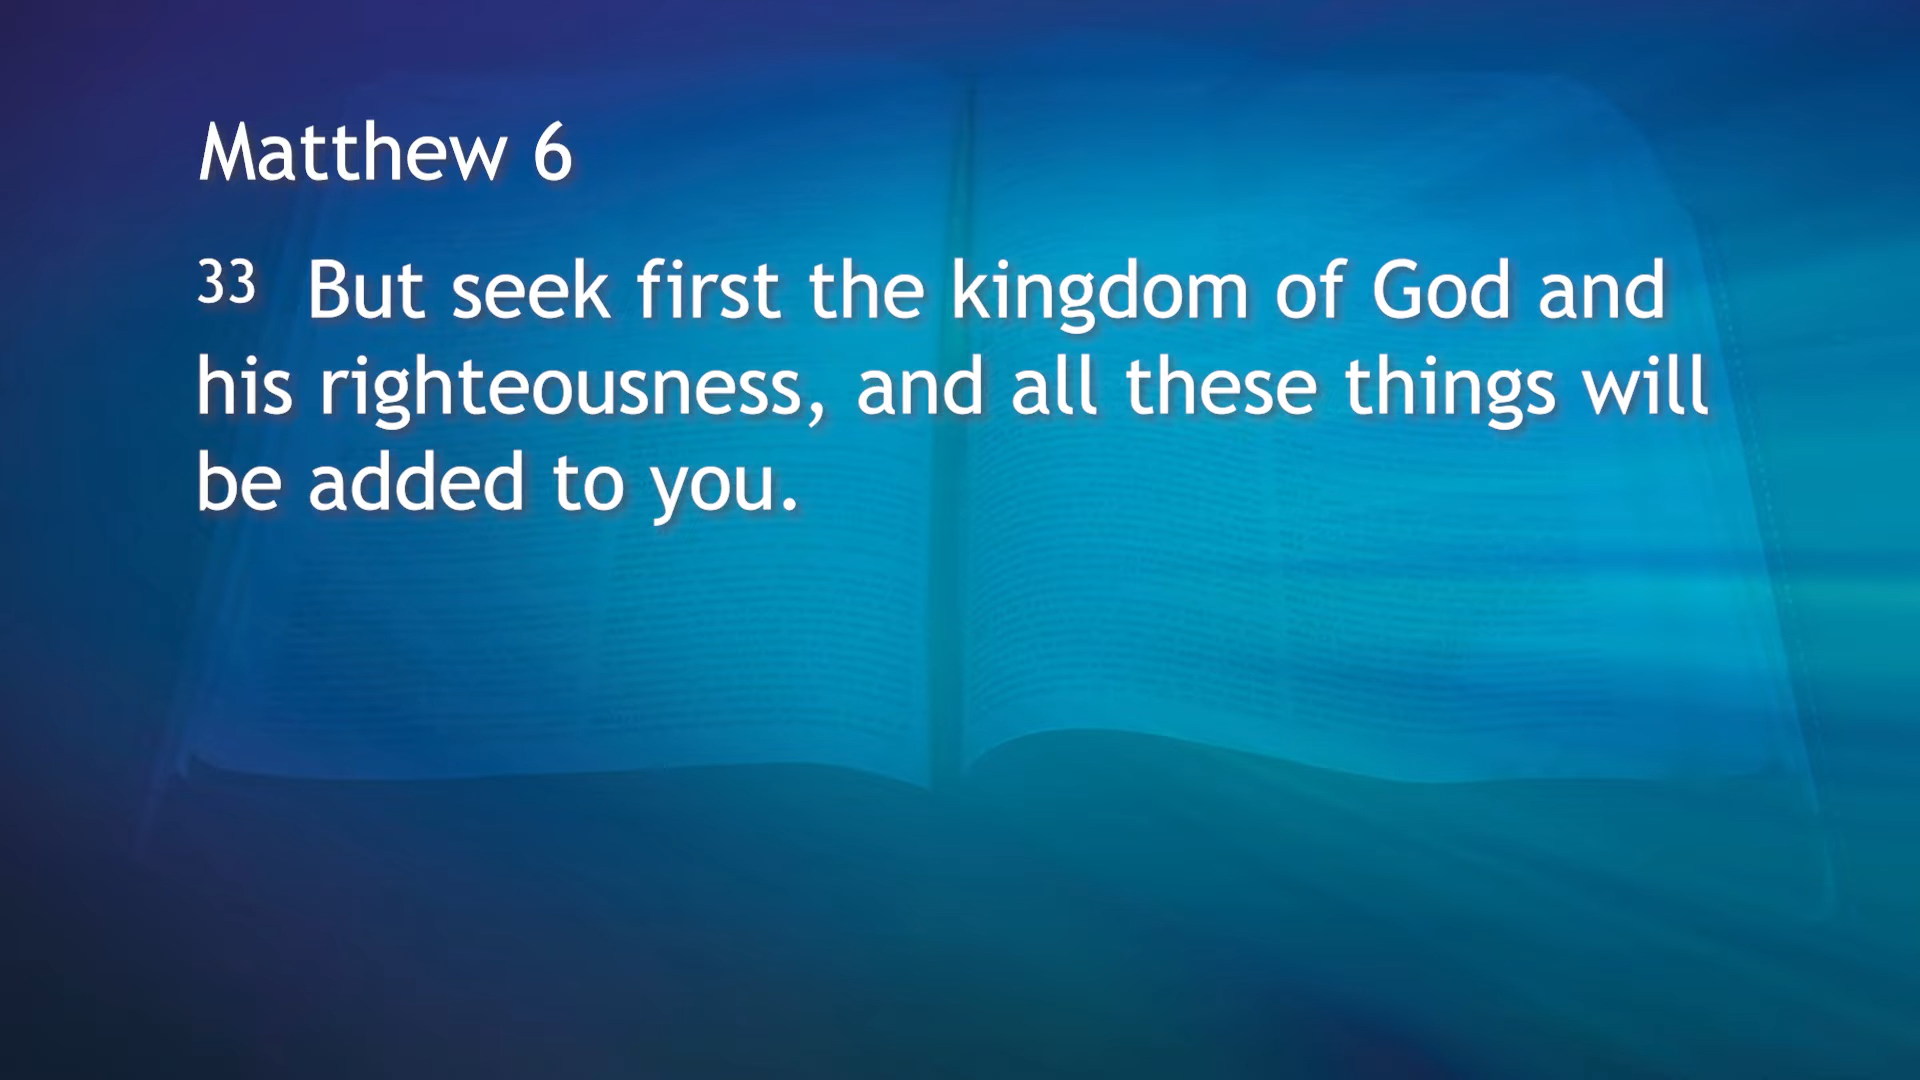 Matthew 6
33 But seek first the kingdom of God and
his righteousness, and all these things will
be added to you.